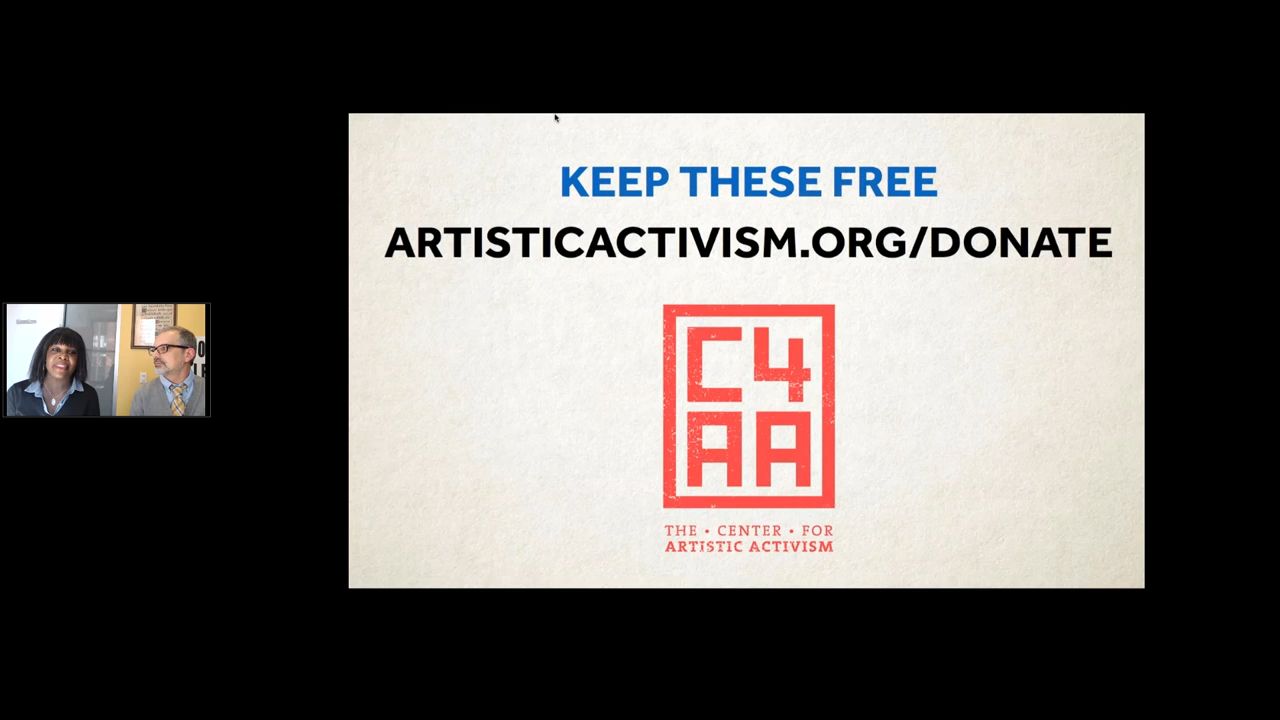 KEEP THESE FREE
ARTISTICACTIVISM.ORG/DONATE
C4
AA
THE • CENTER • FOR
ARTISTIC ACTIVISM